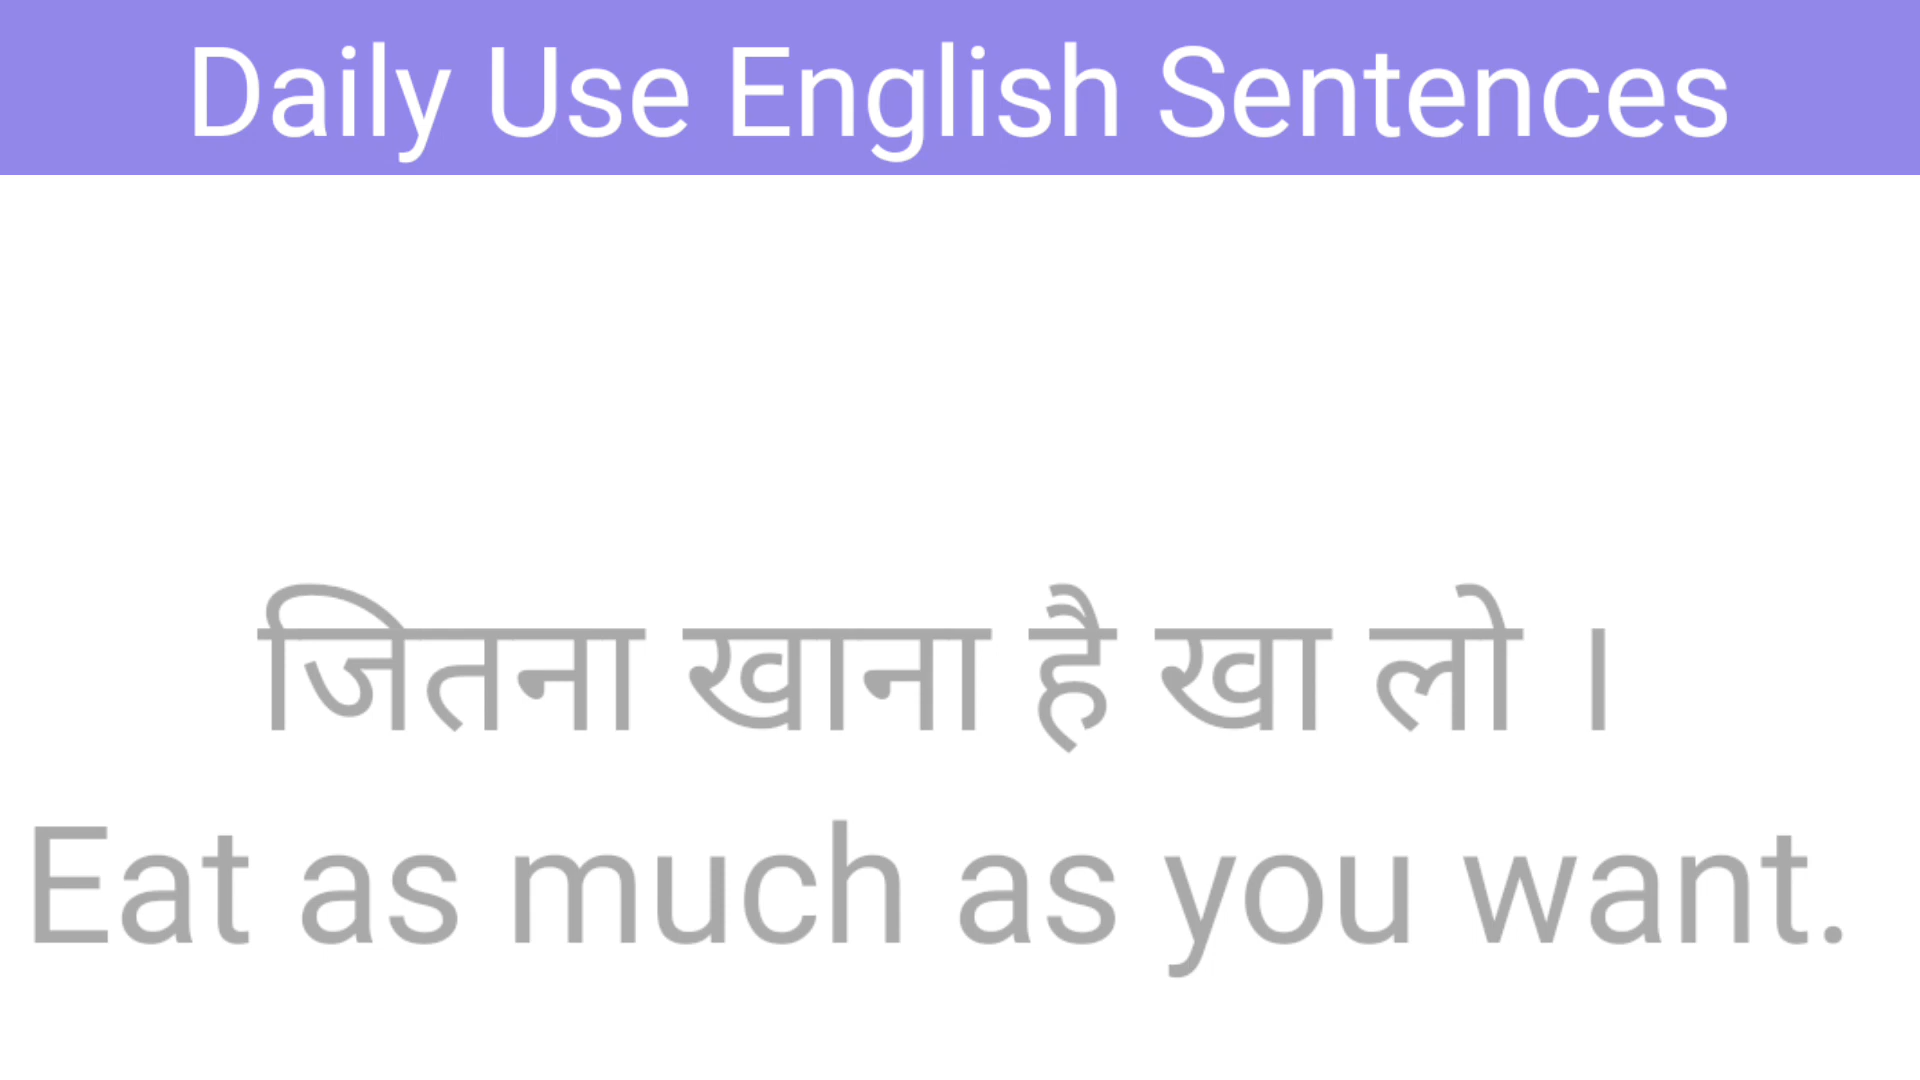 Daily Use English Sentences
जितना खाना है खा लो ।
Eat as much as you want.